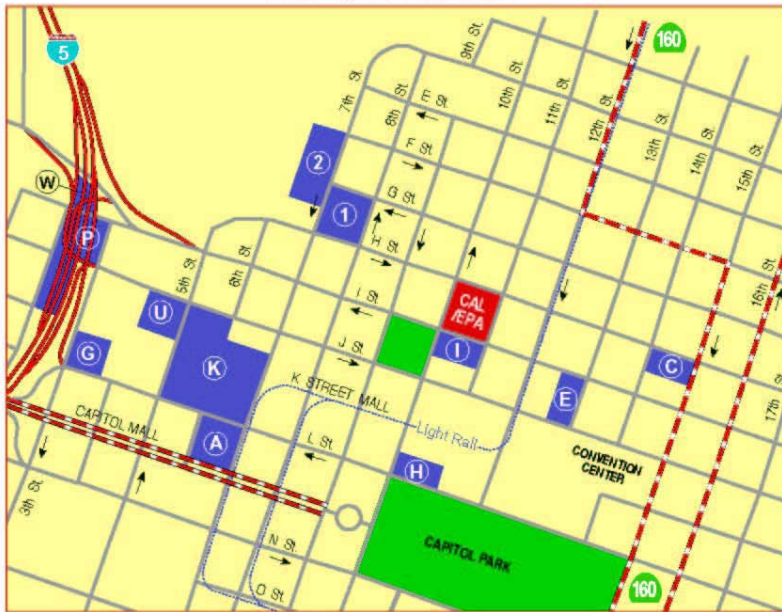 5
160
9th St.
7th St.
8th St.
10th St.
11th St.
12th St.
13th St.
14th St.
15th St.
E St.
F St.
G St.
H St.
I St.
J St.
2
1
W
P
5th St.
6th St.
16th St.
17th St.
CAL
/EPA
U
G
K
I
C
E
A
H
K STREET MALL
Light Rail
CAPITOL MALL
L St.
CONVENTION
CENTER
3th St.
N St.
O St.
CAPITOL PARK
160